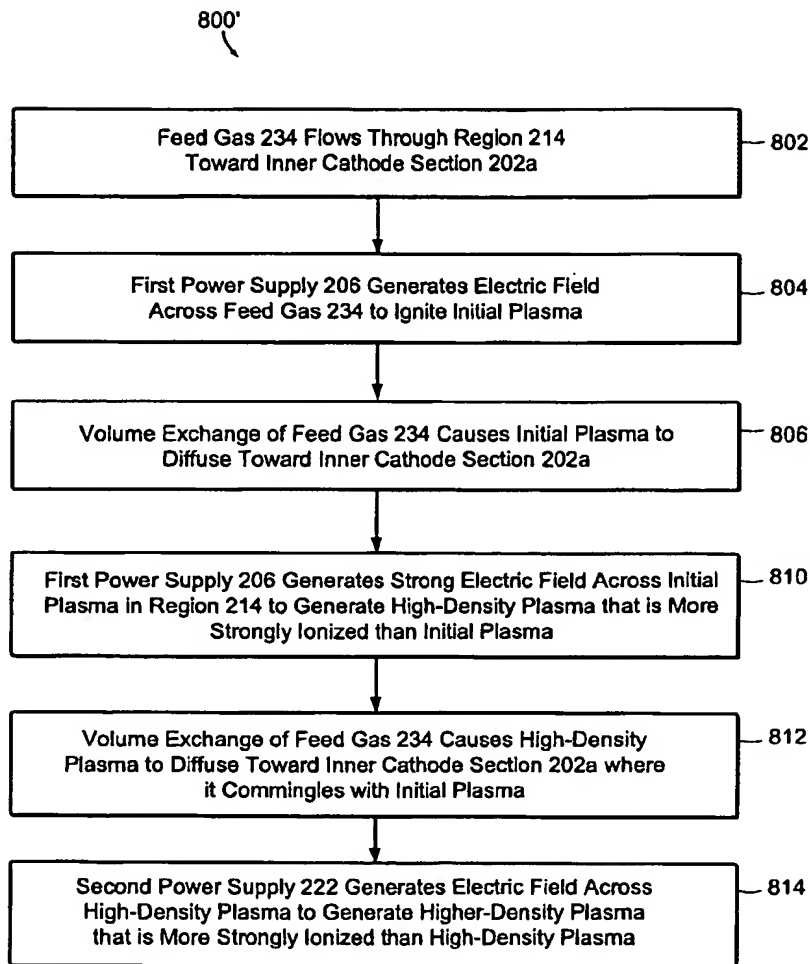 800'
Feed Gas 234 Flows Through Region 214
Toward Inner Cathode Section 202a
802
First Power Supply 206 Generates Electric Field
Across Feed Gas 234 to Ignite Initial Plasma
804
Volume Exchange of Feed Gas 234 Causes Initial Plasma to
Diffuse Toward Inner Cathode Section 202a
806
First Power Supply 206 Generates Strong Electric Field Across Initial
Plasma in Region 214 to Generate High-Density Plasma that is More
Strongly Ionized than Initial Plasma
810
Volume Exchange of Feed Gas 234 Causes High-Density
Plasma to Diffuse Toward Inner Cathode Section 202a where
it Commingles with Initial Plasma
812
Second Power Supply 222 Generates Electric Field Across
High-Density Plasma to Generate Higher-Density Plasma
that is More Strongly Ionized than High-Density Plasma
814